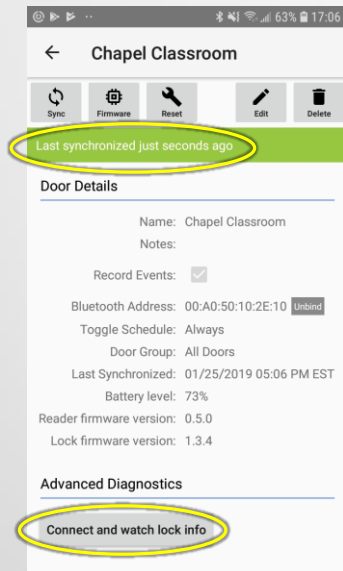 63% 17:06
Chapel Classroom
Sync Firmware Reset Edit Delete
Last synchronized just seconds ago
Door Details
Name: Chapel Classroom
Notes:
Record Events:
Bluetooth Address: 00:A0:50:10:2E:10 Unbind
Toggle Schedule: Always
Door Group: All Doors
Last Synchronized: 01/25/2019 05:06 PM EST
Battery level: 73%
Reader firmware version: 0.5.0
Lock firmware version: 1.3.4
Advanced Diagnostics
Connect and watch lock info